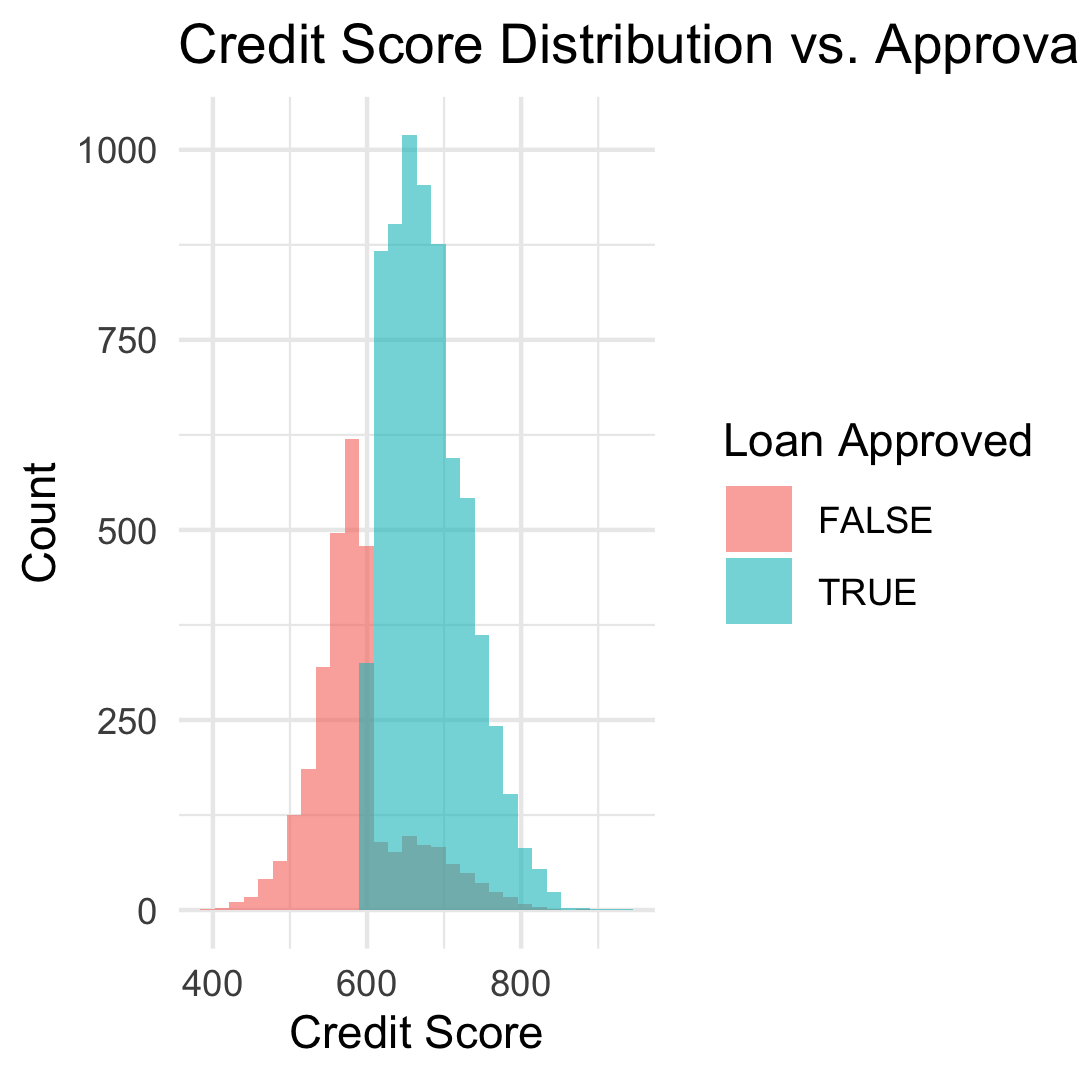 Credit Score Distribution vs. Approva
1000
750
500
250
0
Count
400 600 800
Credit Score
Loan Approved
FALSE
TRUE